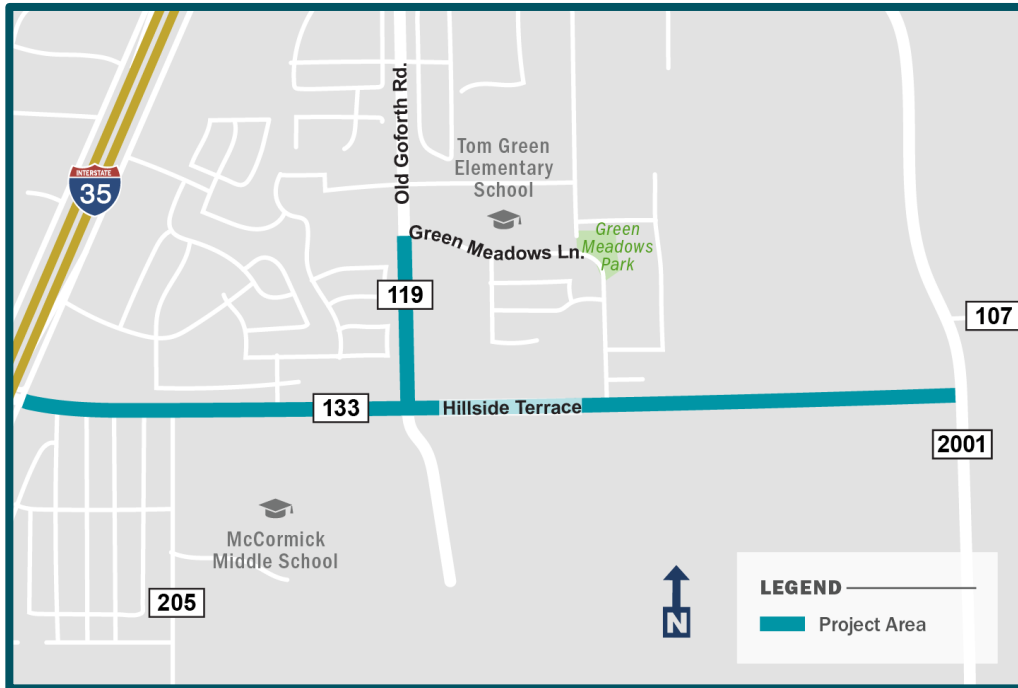 Old Goforth Rd.
Tom Green
Elementary
School
INTERSTATE
35
Green Meadows Ln.
Green
Meadows
Park
119
107
133
Hillside Terrace
2001
McCormick
Middle School
205
N
LEGEND
Project Area